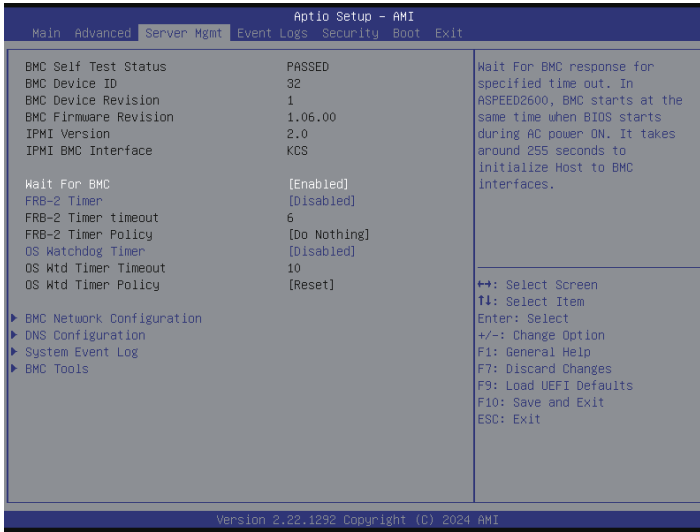 Aptio Setup – AMI
Main Advanced Server Mgmt Event Logs Security Boot Exit
BMC Self Test Status PASSED
BMC Device ID 32
BMC Device Revision 1
BMC Firmware Revision 1.06.00
IPMI Version 2.0
IPMI BMC Interface KCS
Wait For BMC [Enabled]
FRB-2 Timer [Disabled]
FRB-2 Timer timeout 6
FRB-2 Timer Policy [Do Nothing]
OS Watchdog Timer [Disabled]
OS Wtd Timer Timeout 10
OS Wtd Timer Policy [Reset]
BMC Network Configuration
DNS Configuration
System Event Log
BMC Tools
Wait For BMC response for
specified time out. In
ASPEED2600, BMC starts at the
same time when BIOS starts
during AC power ON. It takes
around 255 seconds to
initialize Host to BMC
interfaces.
↔: Select Screen
↑↓: Select Item
Enter: Select
+/-: Change Option
F1: General Help
F7: Discard Changes
F9: Load UEFI Defaults
F10: Save and Exit
ESC: Exit
Version 2.22.1292 Copyright (C) 2024 AMI